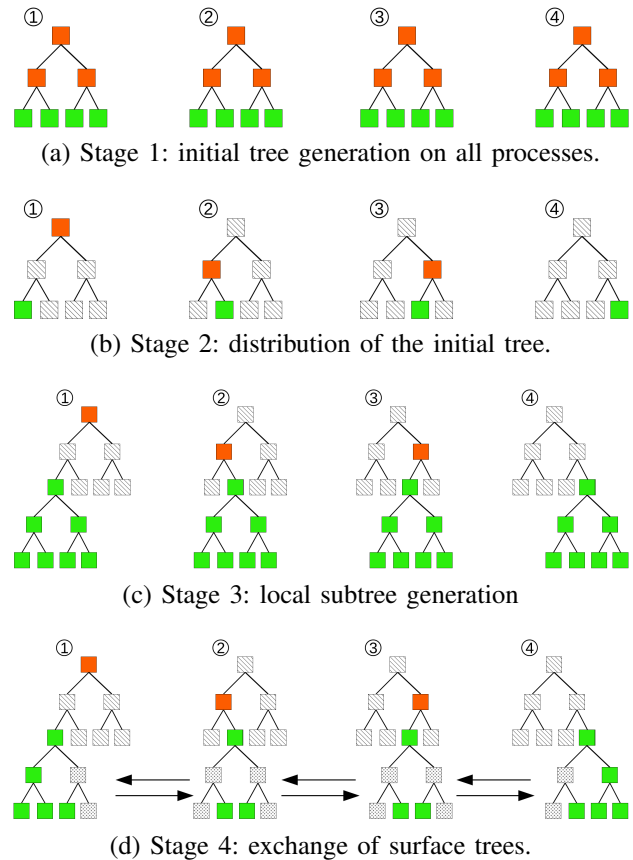 ① ② ③ ④
(a) Stage 1: initial tree generation on all processes.
① ② ③ ④
(b) Stage 2: distribution of the initial tree.
① ② ③ ④
(c) Stage 3: local subtree generation
① ② ③ ④
(d) Stage 4: exchange of surface trees.